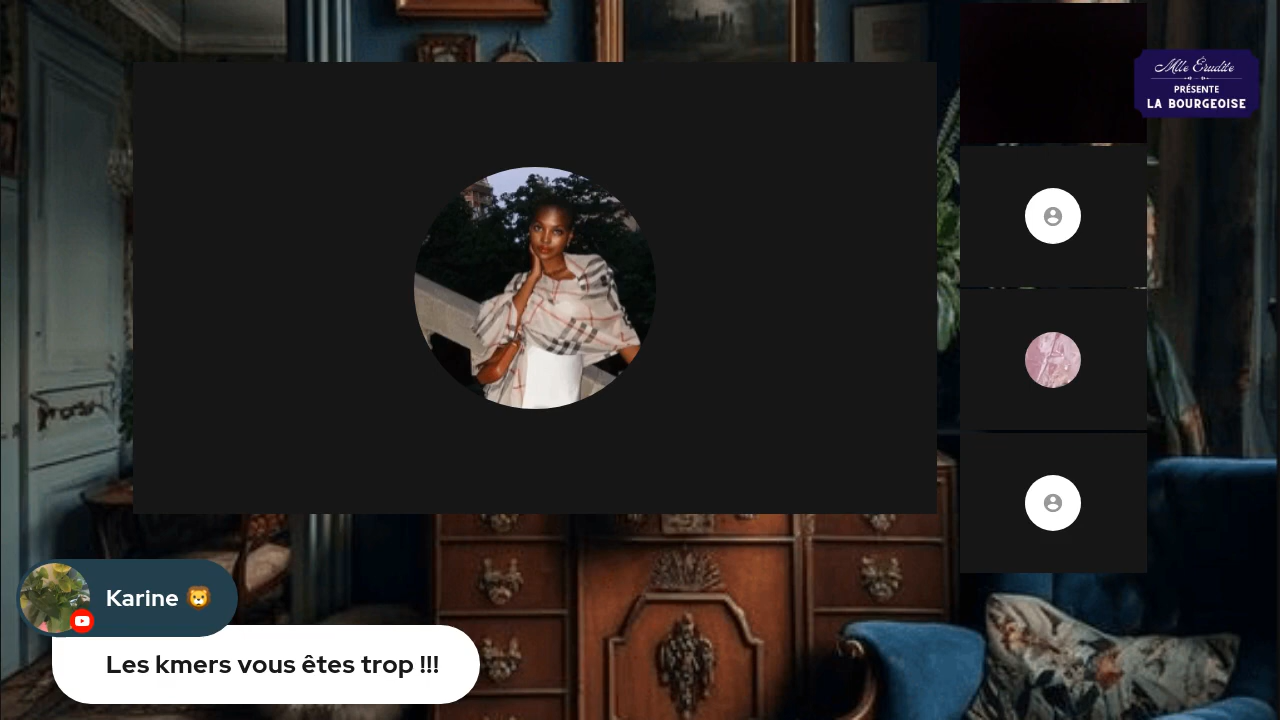 Mlle Érudite
PRÉSENTE
LA BOURGEOISE
Karine 🦁
Les kmers vous êtes trop !!!